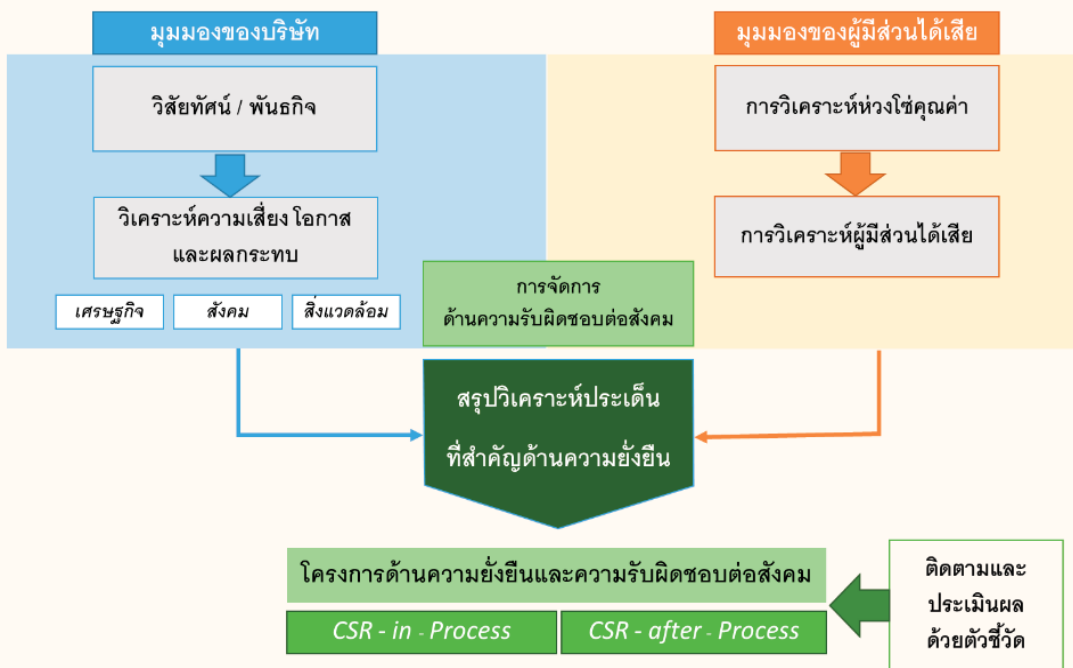 มุมมองของบริษัท
วิสัยทัศน์ / พันธกิจ
วิเคราะห์ความเสี่ยง โอกาส
และผลกระทบ
เศรษฐกิจ
สังคม
สิ่งแวดล้อม
มุมมองของผู้มีส่วนได้เสีย
การวิเคราะห์ห่วงโซ่คุณค่า
การวิเคราะห์ผู้มีส่วนได้เสีย
การจัดการ
ด้านความรับผิดชอบต่อสังคม
สรุปวิเคราะห์ประเด็น
ที่สำคัญด้านความยั่งยืน
โครงการด้านความยั่งยืนและความรับผิดชอบต่อสังคม
CSR - in - Process
CSR - after - Process
ติดตามและ
ประเมินผล
ด้วยตัวชี้วัด